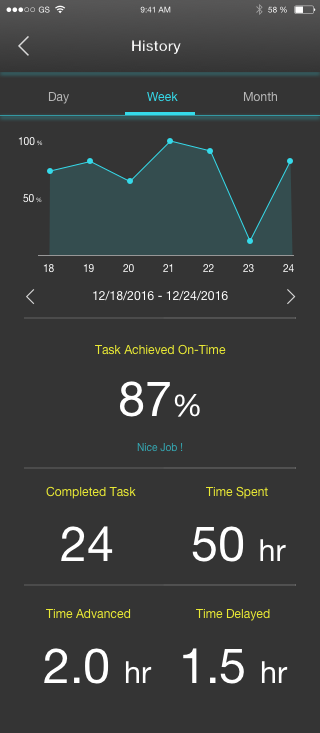 GS 9:41 AM 58 %
History
Day Week Month
100 %
50 %
18 19 20 21 22 23 24
12/18/2016 - 12/24/2016
Task Achieved On-Time
87%
Nice Job !
Completed Task Time Spent
24 50 hr
Time Advanced Time Delayed
2.0 hr 1.5 hr